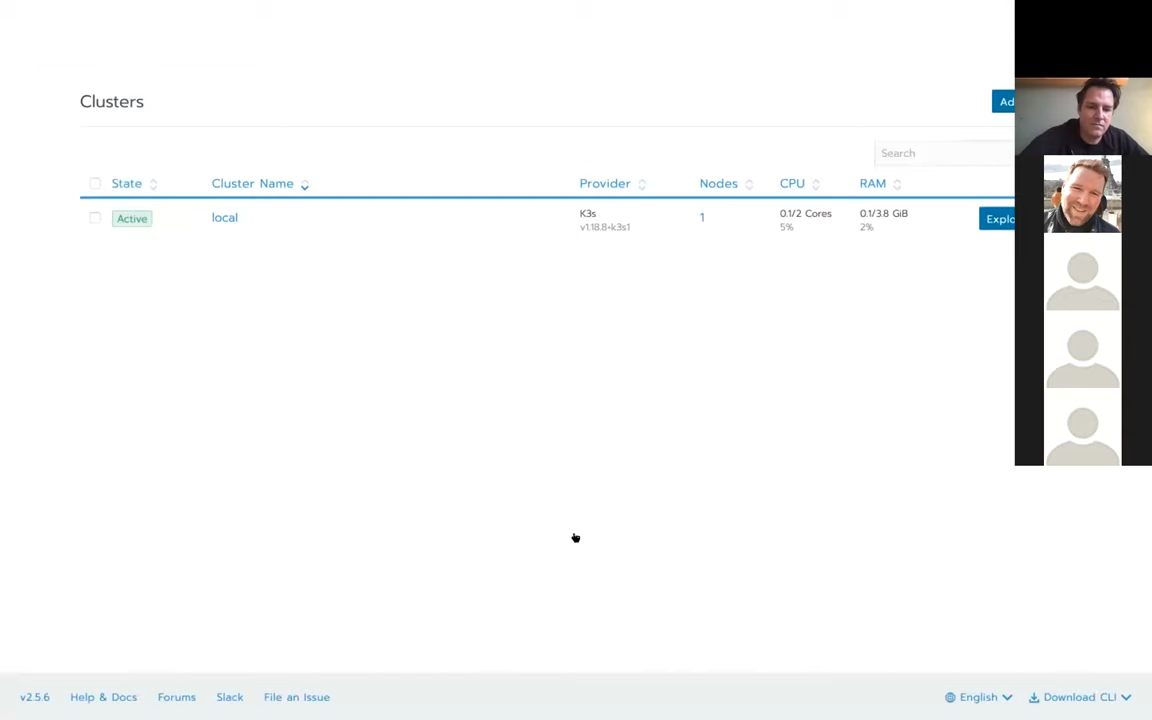 Clusters
Ad
Search
State Cluster Name Provider Nodes CPU RAM
Active local K3s 1 0.1/2 Cores 0.1/3.8 GiB Explo
v1.18.8+k3s1 5% 2%
v2.5.6 Help & Docs Forums Slack File an Issue English Download CLI